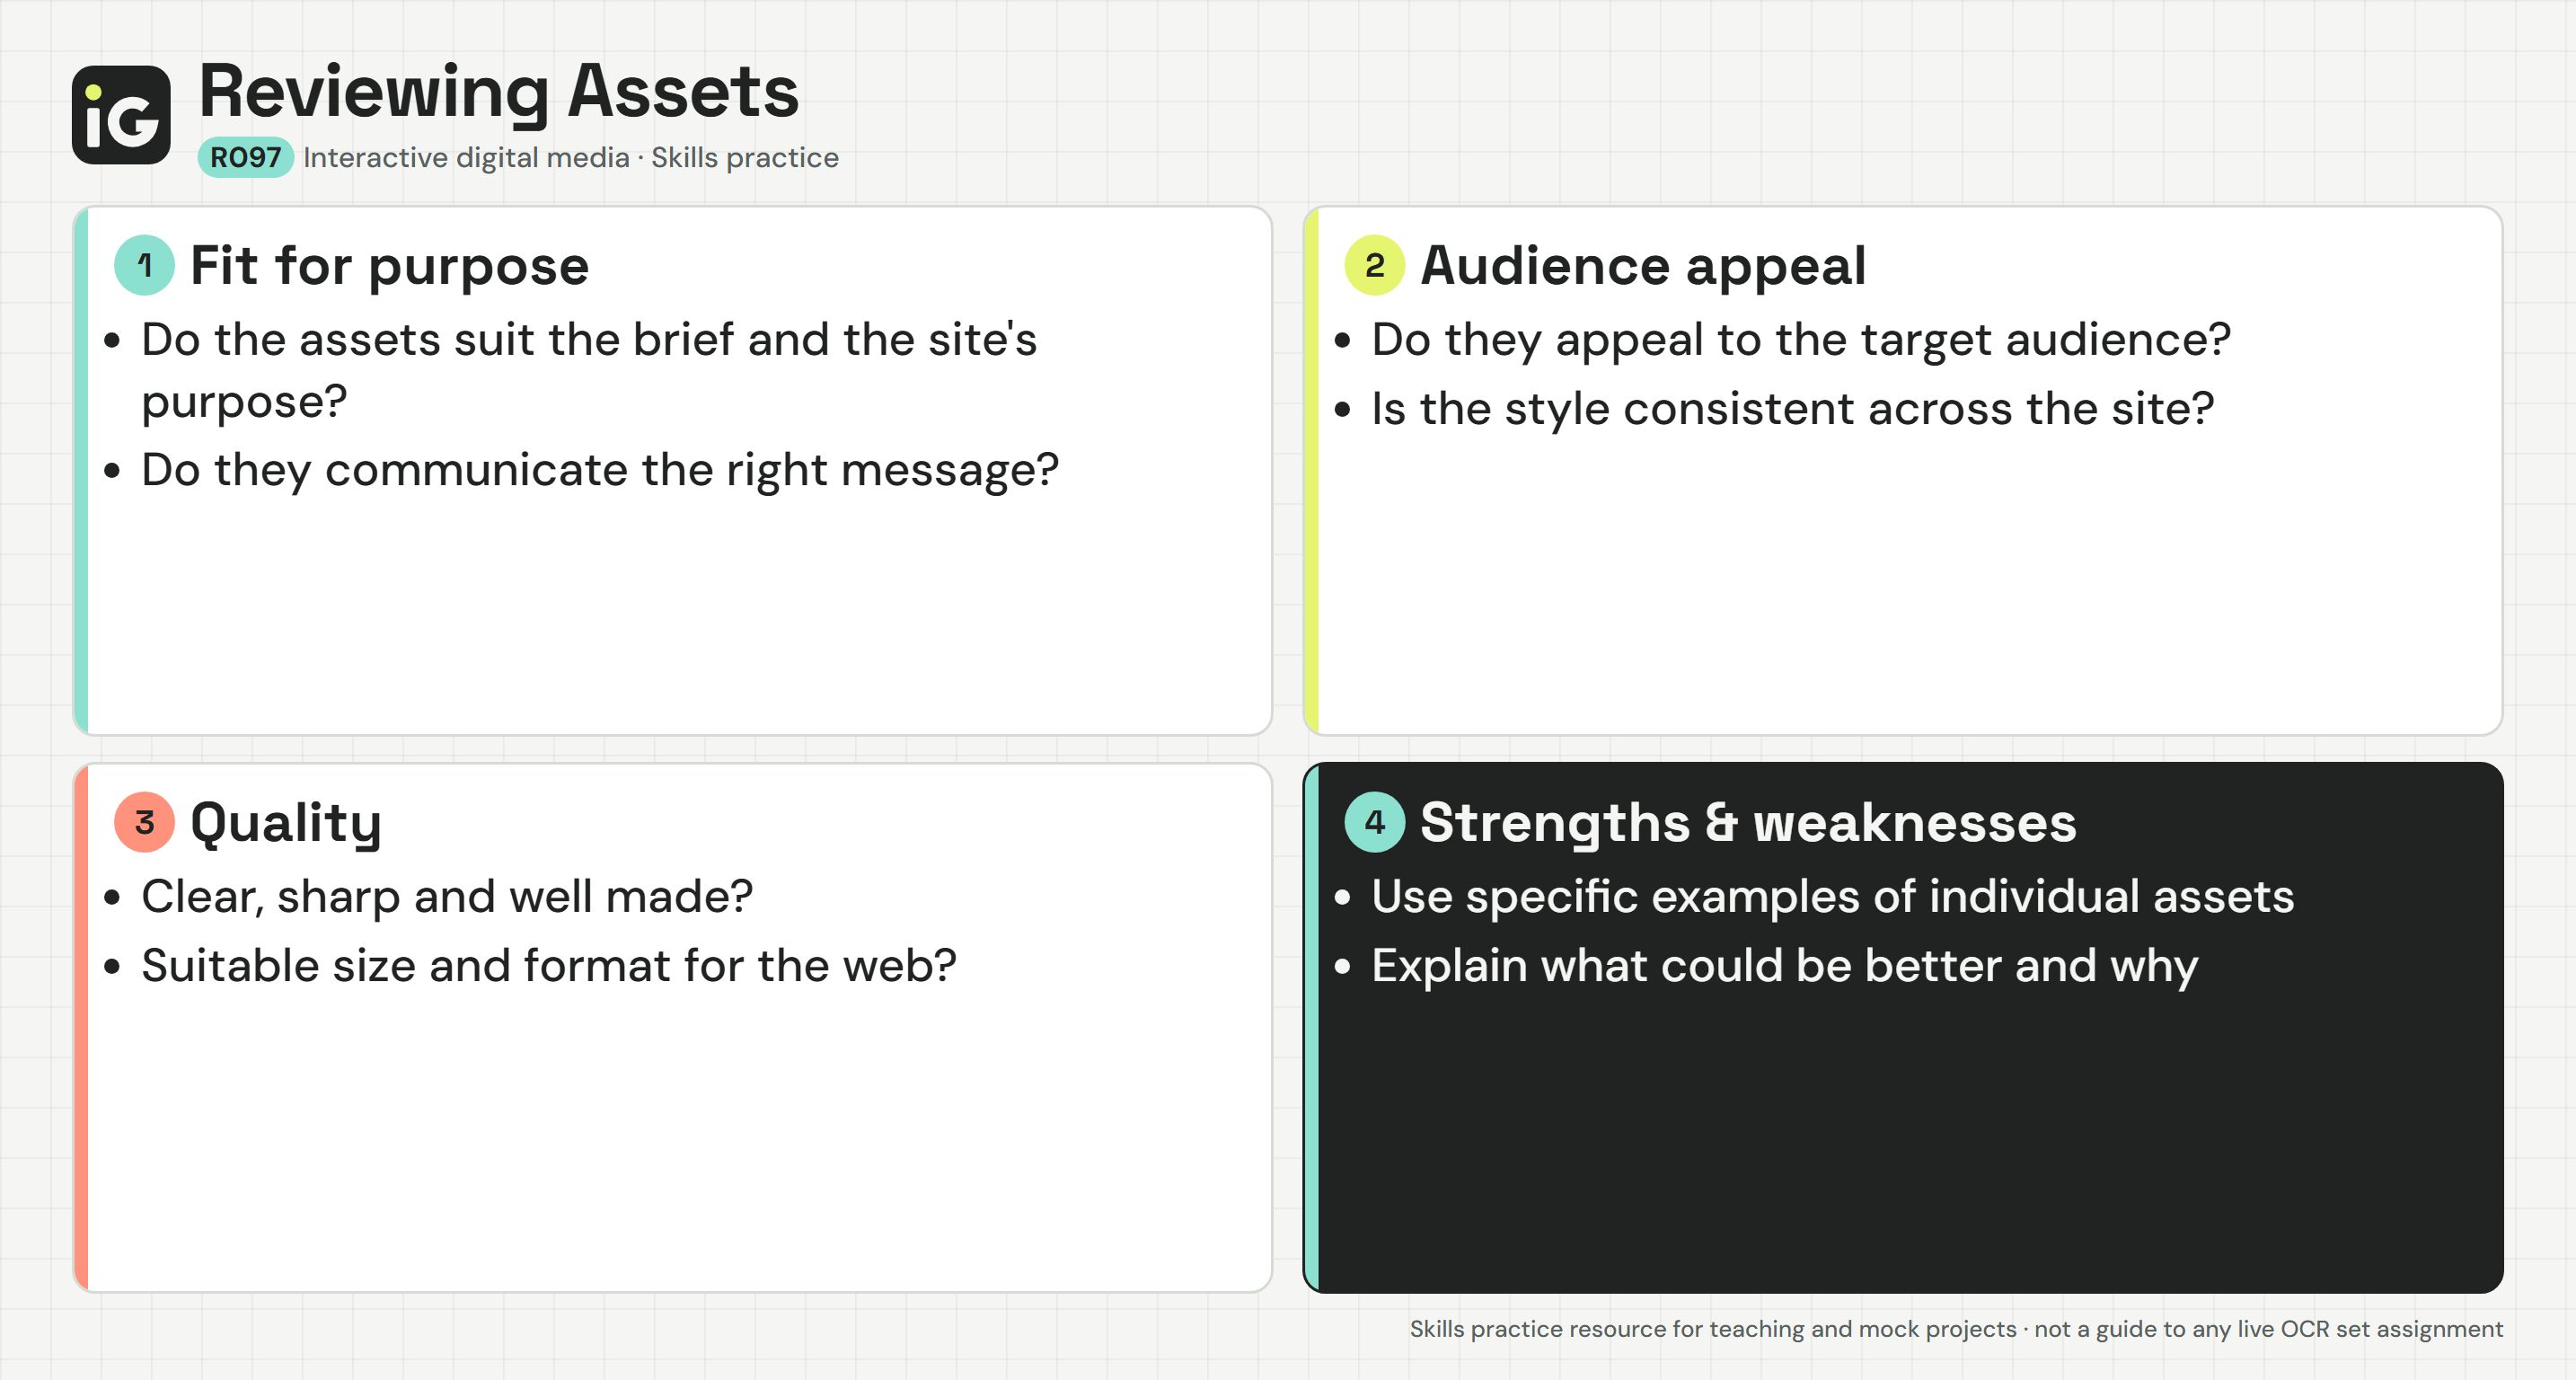 iG
Reviewing Assets
R097 Interactive digital media · Skills practice
1 Fit for purpose
• Do the assets suit the brief and the site's
purpose?
• Do they communicate the right message?
2 Audience appeal
• Do they appeal to the target audience?
• Is the style consistent across the site?
3 Quality
• Clear, sharp and well made?
• Suitable size and format for the web?
4 Strengths & weaknesses
• Use specific examples of individual assets
• Explain what could be better and why
Skills practice resource for teaching and mock projects · not a guide to any live OCR set assignment